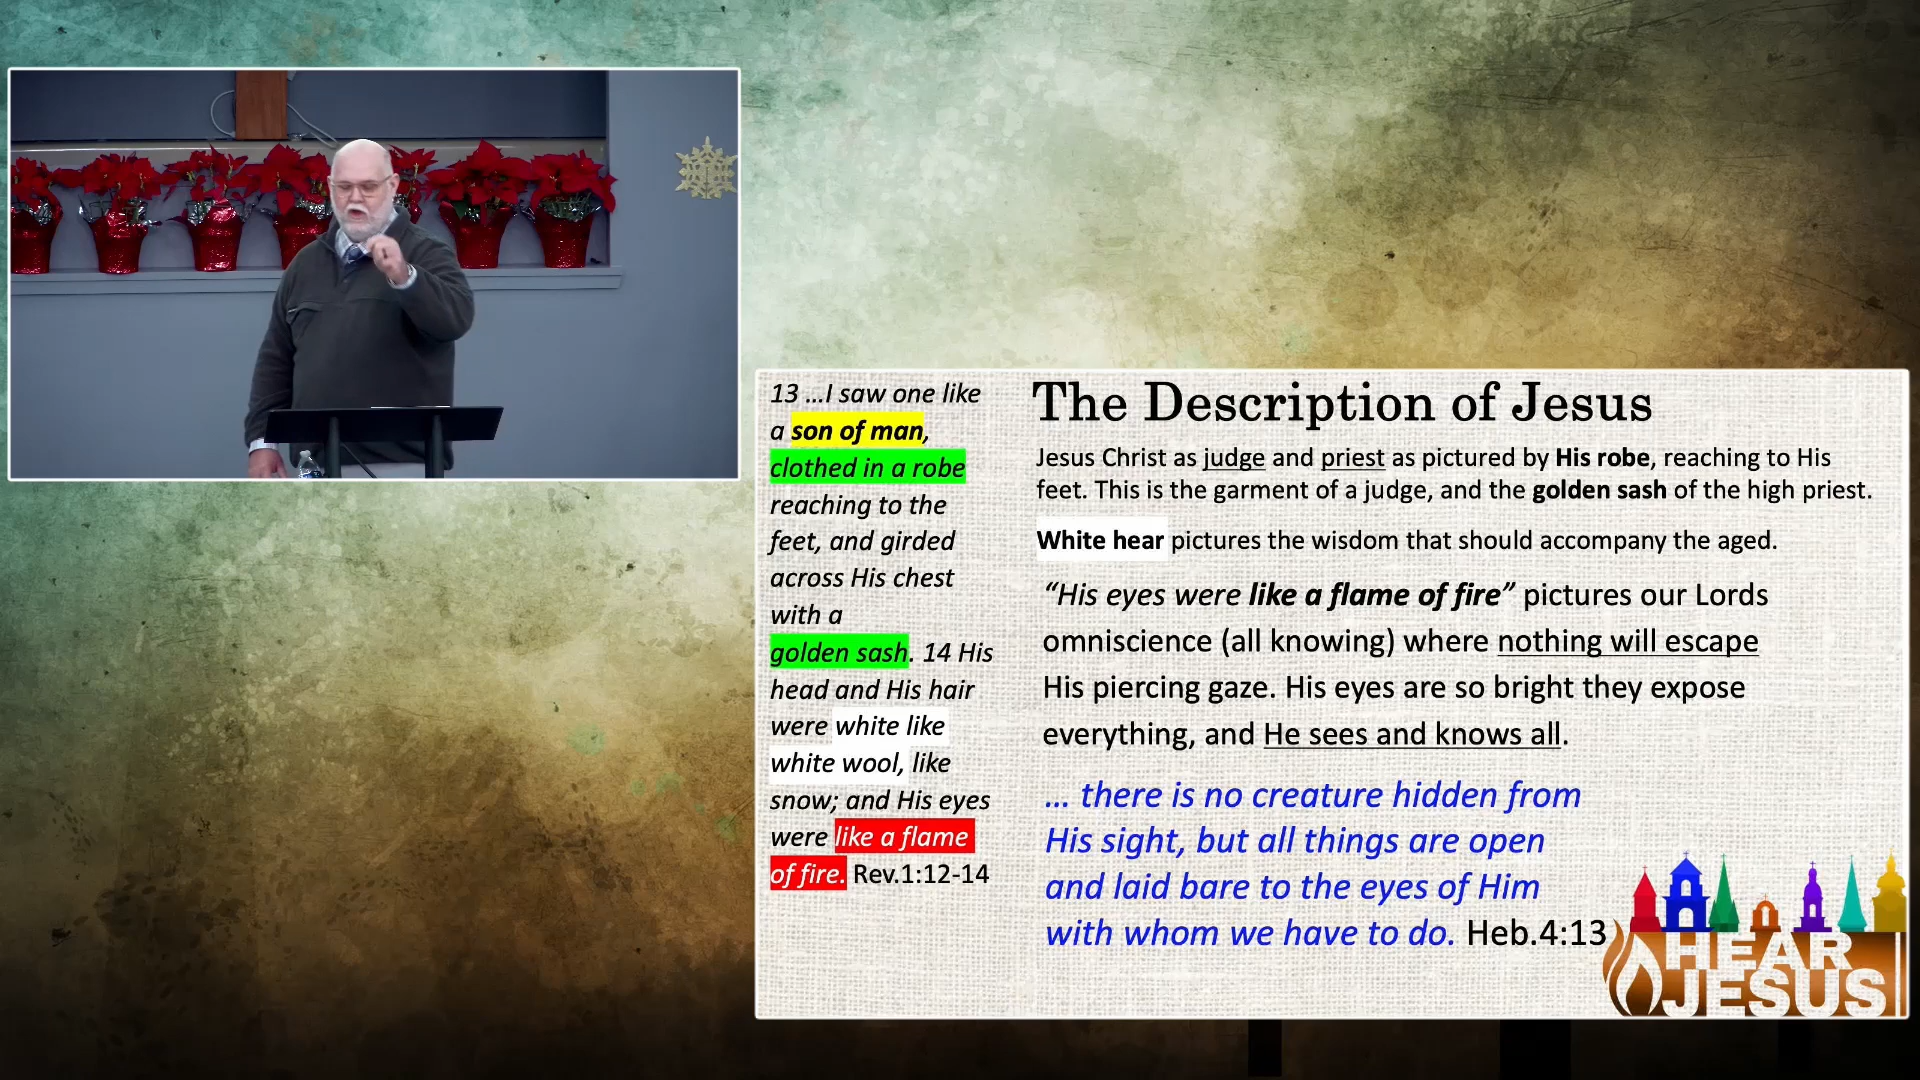 13 ...I saw one like
a son of man,
clothed in a robe
reaching to the
feet, and girded
across His chest
with a
golden sash. 14 His
head and His hair
were white like
white wool, like
snow; and His eyes
were like a flame
of fire. Rev.1:12-14
The Description of Jesus
Jesus Christ as judge and priest as pictured by His robe, reaching to His
feet. This is the garment of a judge, and the golden sash of the high priest.
White hear pictures the wisdom that should accompany the aged.
“His eyes were like a flame of fire” pictures our Lords
omniscience (all knowing) where nothing will escape
His piercing gaze. His eyes are so bright they expose
everything, and He sees and knows all.
... there is no creature hidden from
His sight, but all things are open
and laid bare to the eyes of Him
with whom we have to do. Heb.4:13
HEAR
JESUS